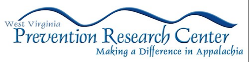 West Virginia
Prevention Research Center
Making a Difference in Appalachia